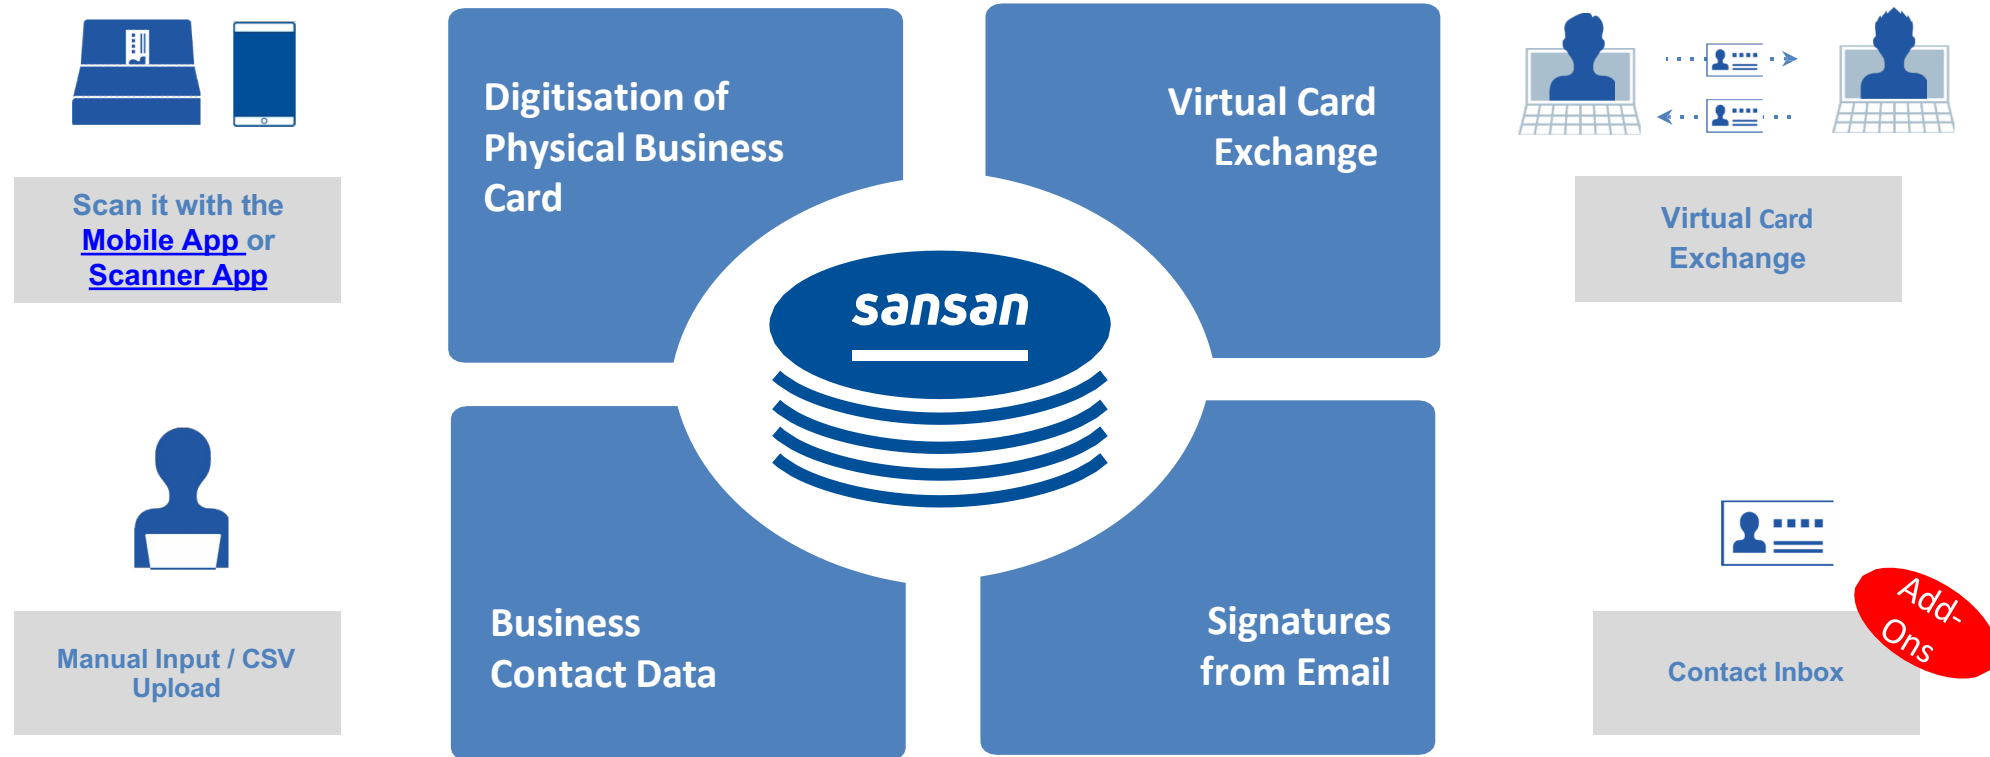 Digitisation of
Physical Business
Card
Virtual Card
Exchange
Scan it with the
Mobile App or
Scanner App
Virtual Card
Exchange
sansan
Business
Contact Data
Signatures
from Email
Manual Input / CSV
Upload
Add-
Ons
Contact Inbox